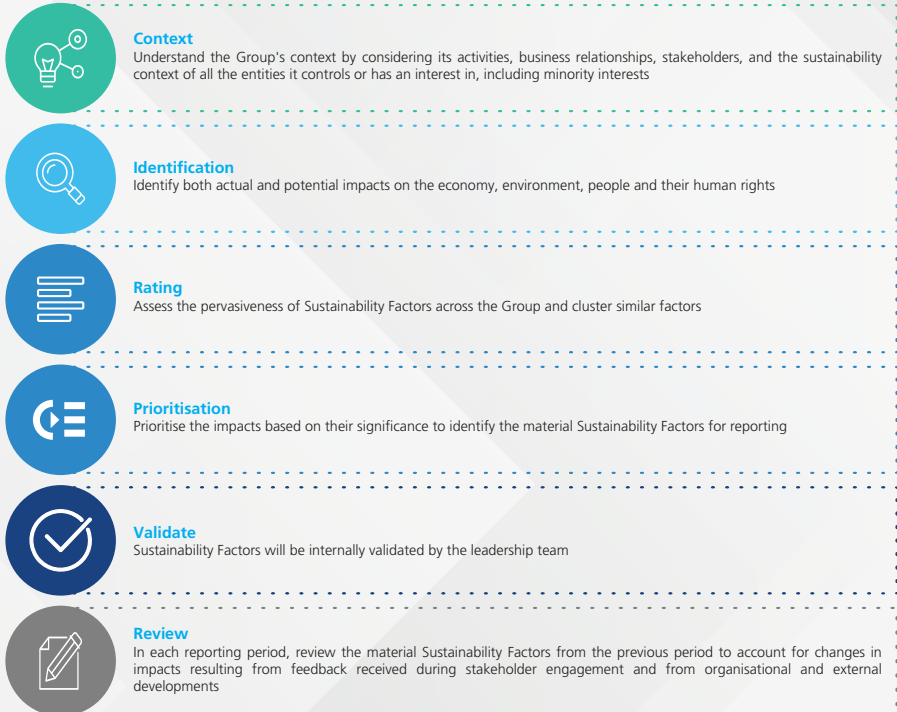 Context
Understand the Group's context by considering its activities, business relationships, stakeholders, and the sustainability
context of all the entities it controls or has an interest in, including minority interests
Identification
Identify both actual and potential impacts on the economy, environment, people and their human rights
Rating
Assess the pervasiveness of Sustainability Factors across the Group and cluster similar factors
Prioritisation
Prioritise the impacts based on their significance to identify the material Sustainability Factors for reporting
Validate
Sustainability Factors will be internally validated by the leadership team
Review
In each reporting period, review the material Sustainability Factors from the previous period to account for changes in
impacts resulting from feedback received during stakeholder engagement and from organisational and external
developments